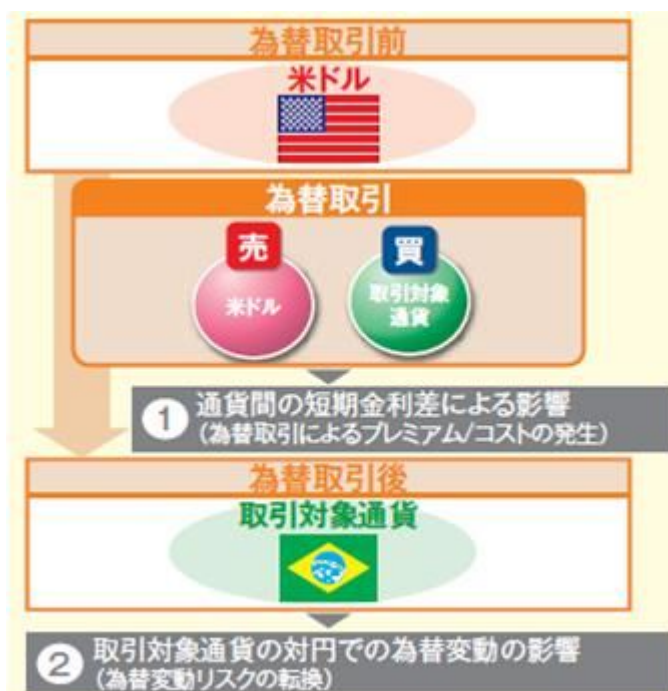 為替取引前
米ドル
為替取引
売
買
米ドル
取引対象
通貨
1 通貨間の短期金利差による影響
(為替取引によるプレミアム/コストの発生)
為替取引後
取引対象通貨
2 取引対象通貨の対円での為替変動の影響
(為替変動リスクの転換)